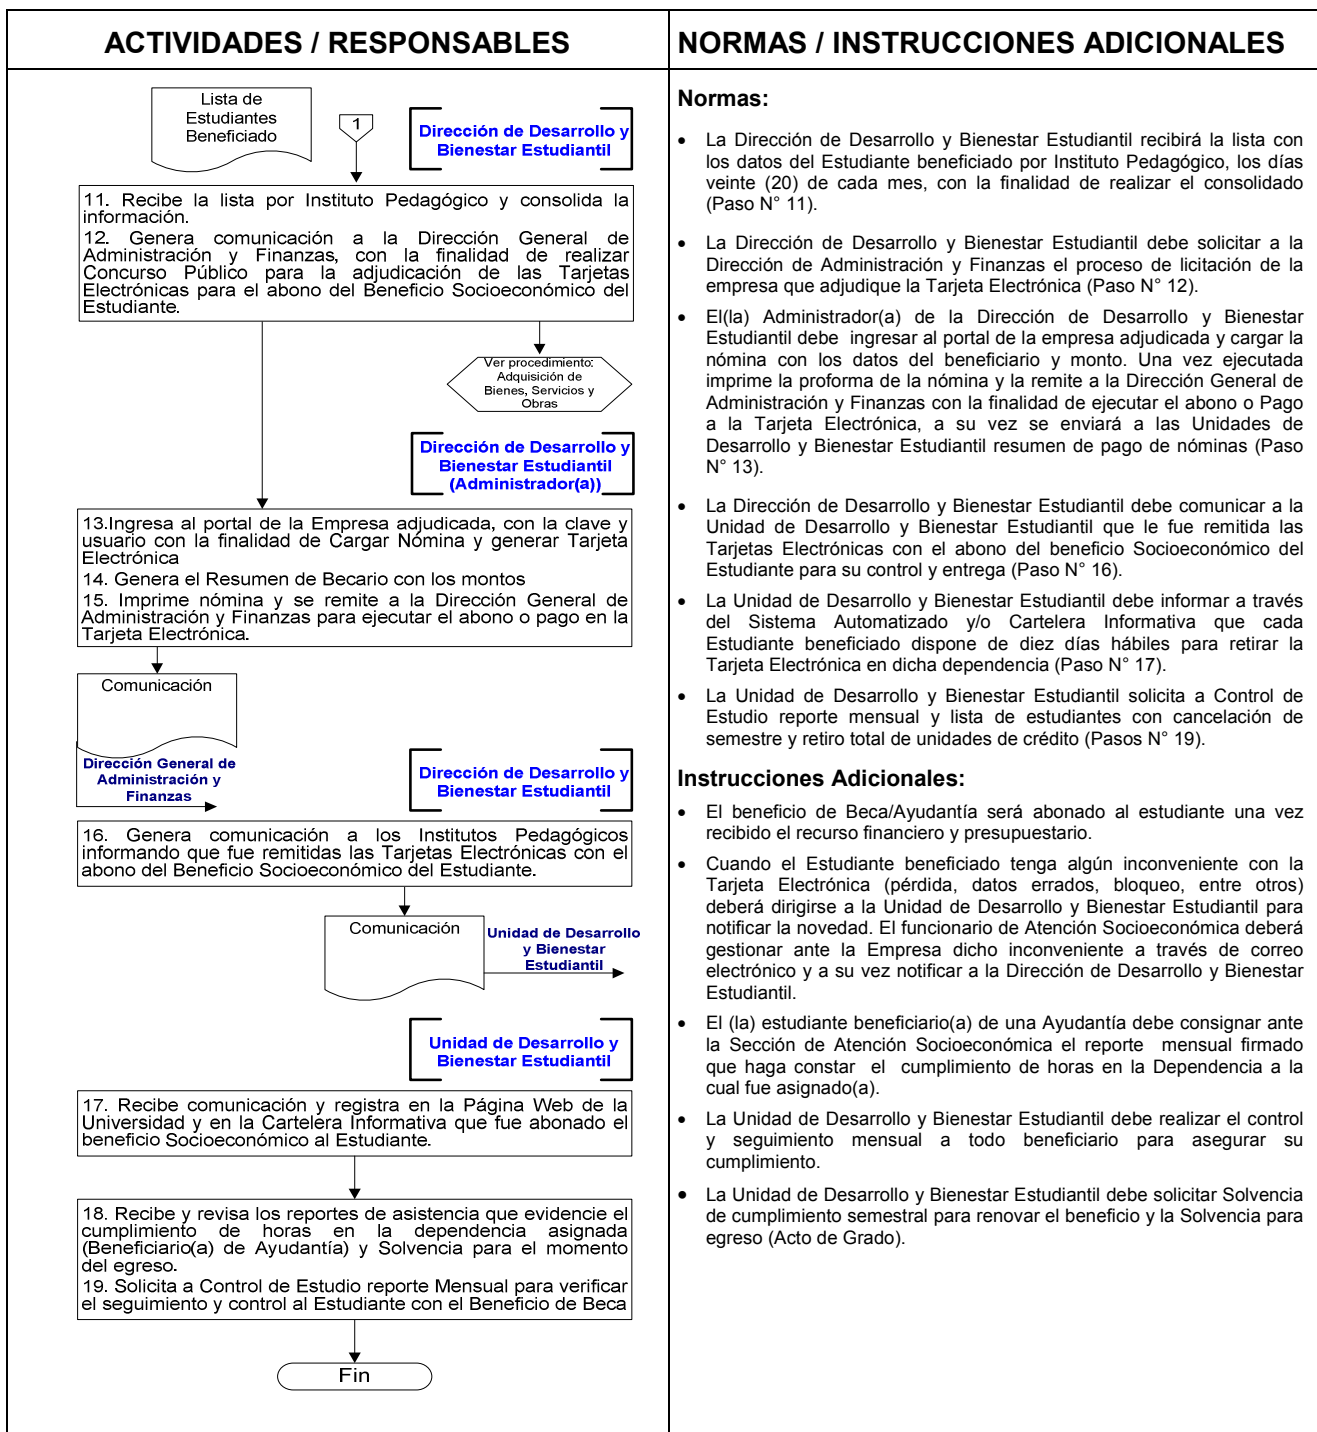 ACTIVIDADES / RESPONSABLES
Lista de
Estudiantes
Beneficiado
1
Dirección de Desarrollo y
Bienestar Estudiantil
11. Recibe la lista por Instituto Pedagógico y consolida la
información.
12. Genera comunicación a la Dirección General de
Administración y Finanzas, con la finalidad de realizar
Concurso Público para la adjudicación de las Tarjetas
Electrónicas para el abono del Beneficio Socioeconómico del
Estudiante.
Ver procedimiento:
Adquisición de
Bienes, Servicios y
Obras
Dirección de Desarrollo y
Bienestar Estudiantil
(Administrador(a))
13.Ingresa al portal de la Empresa adjudicada, con la clave y
usuario con la finalidad de Cargar Nómina y generar Tarjeta
Electrónica
14. Genera el Resumen de Becario con los montos
15. Imprime nómina y se remite a la Dirección General de
Administración y Finanzas para ejecutar el abono o pago en la
Tarjeta Electrónica.
Comunicación
Dirección General de
Administración y
Finanzas
Dirección de Desarrollo y
Bienestar Estudiantil
16. Genera comunicación a los Institutos Pedagógicos
informando que fue remitidas las Tarjetas Electrónicas con el
abono del Beneficio Socioeconómico del Estudiante.
Comunicación
Unidad de Desarrollo
y Bienestar
Estudiantil
Unidad de Desarrollo y
Bienestar Estudiantil
17. Recibe comunicación y registra en la Página Web de la
Universidad y en la Cartelera Informativa que fue abonado el
beneficio Socioeconómico al Estudiante.
18. Recibe y revisa los reportes de asistencia que evidencie el
cumplimiento de horas en la dependencia asignada
(Beneficiario(a) de Ayudantía) y Solvencia para el momento
del egreso.
19. Solicita a Control de Estudio reporte Mensual para verificar
el seguimiento y control al Estudiante con el Beneficio de Beca
Fin
NORMAS / INSTRUCCIONES ADICIONALES
Normas:
• La Dirección de Desarrollo y Bienestar Estudiantil recibirá la lista con
los datos del Estudiante beneficiado por Instituto Pedagógico, los días
veinte (20) de cada mes, con la finalidad de realizar el consolidado
(Paso N° 11).
• La Dirección de Desarrollo y Bienestar Estudiantil debe solicitar a la
Dirección de Administración y Finanzas el proceso de licitación de la
empresa que adjudique la Tarjeta Electrónica (Paso N° 12).
• El(la) Administrador(a) de la Dirección de Desarrollo y Bienestar
Estudiantil debe ingresar al portal de la empresa adjudicada y cargar la
nómina con los datos del beneficiario y monto. Una vez ejecutada
imprime la proforma de la nómina y la remite a la Dirección General de
Administración y Finanzas con la finalidad de ejecutar el abono o Pago
a la Tarjeta Electrónica, a su vez se enviará a las Unidades de
Desarrollo y Bienestar Estudiantil resumen de pago de nóminas (Paso
N° 13).
• La Dirección de Desarrollo y Bienestar Estudiantil debe comunicar a la
Unidad de Desarrollo y Bienestar Estudiantil que le fue remitida las
Tarjetas Electrónicas con el abono del beneficio Socioeconómico del
Estudiante para su control y entrega (Paso N° 16).
• La Unidad de Desarrollo y Bienestar Estudiantil debe informar a través
del Sistema Automatizado y/o Cartelera Informativa que cada
Estudiante beneficiado dispone de diez días hábiles para retirar la
Tarjeta Electrónica en dicha dependencia (Paso N° 17).
• La Unidad de Desarrollo y Bienestar Estudiantil solicita a Control de
Estudio reporte mensual y lista de estudiantes con cancelación de
semestre y retiro total de unidades de crédito (Pasos N° 19).
Instrucciones Adicionales:
• El beneficio de Beca/Ayudantía será abonado al estudiante una vez
recibido el recurso financiero y presupuestario.
• Cuando el Estudiante beneficiado tenga algún inconveniente con la
Tarjeta Electrónica (pérdida, datos errados, bloqueo, entre otros)
deberá dirigirse a la Unidad de Desarrollo y Bienestar Estudiantil para
notificar la novedad. El funcionario de Atención Socioeconómica deberá
gestionar ante la Empresa dicho inconveniente a través de correo
electrónico y a su vez notificar a la Dirección de Desarrollo y Bienestar
Estudiantil.
• El (la) estudiante beneficiario(a) de una Ayudantía debe consignar ante
la Sección de Atención Socioeconómica el reporte mensual firmado
que haga constar el cumplimiento de horas en la Dependencia a la
cual fue asignado(a).
• La Unidad de Desarrollo y Bienestar Estudiantil debe realizar el control
y seguimiento mensual a todo beneficiario para asegurar su
cumplimiento.
• La Unidad de Desarrollo y Bienestar Estudiantil debe solicitar Solvencia
de cumplimiento semestral para renovar el beneficio y la Solvencia para
egreso (Acto de Grado).